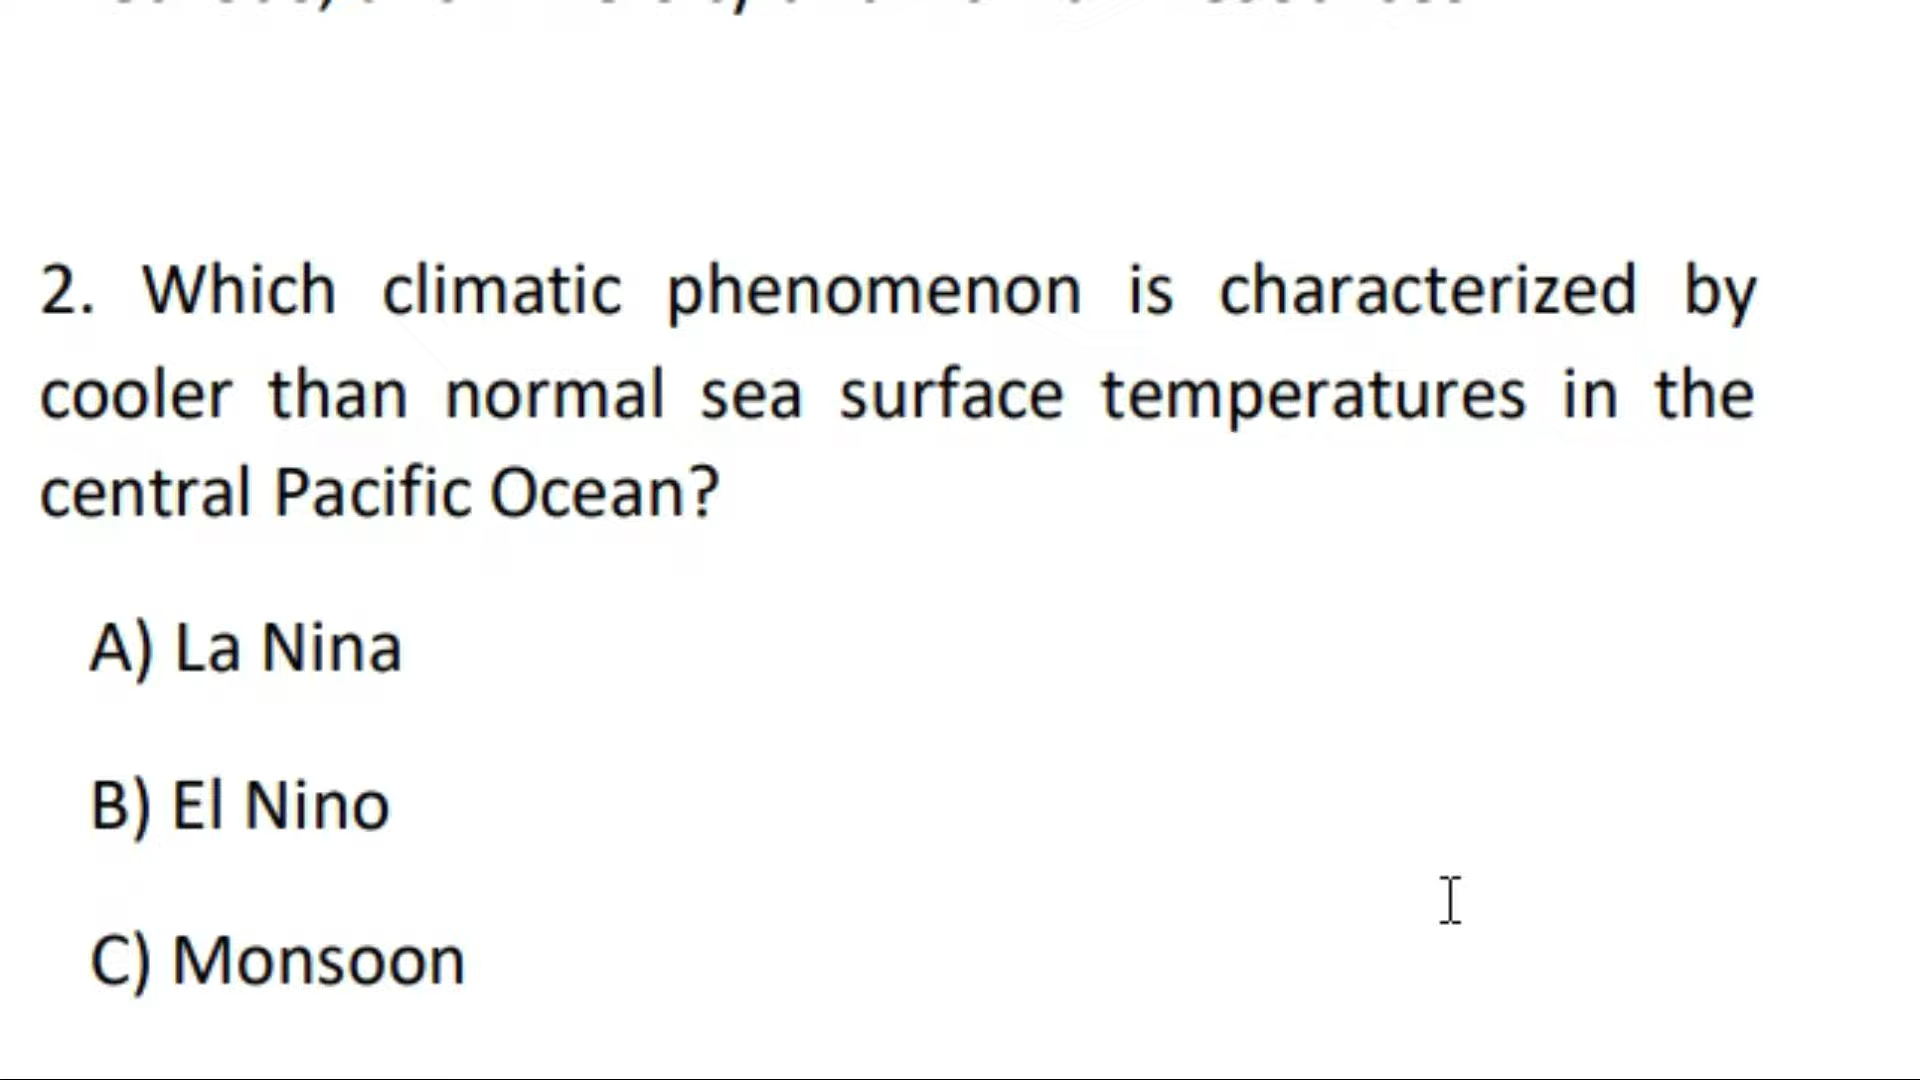 2. Which climatic phenomenon is characterized by
cooler than normal sea surface temperatures in the
central Pacific Ocean?
A) La Nina
B) El Nino
C) Monsoon